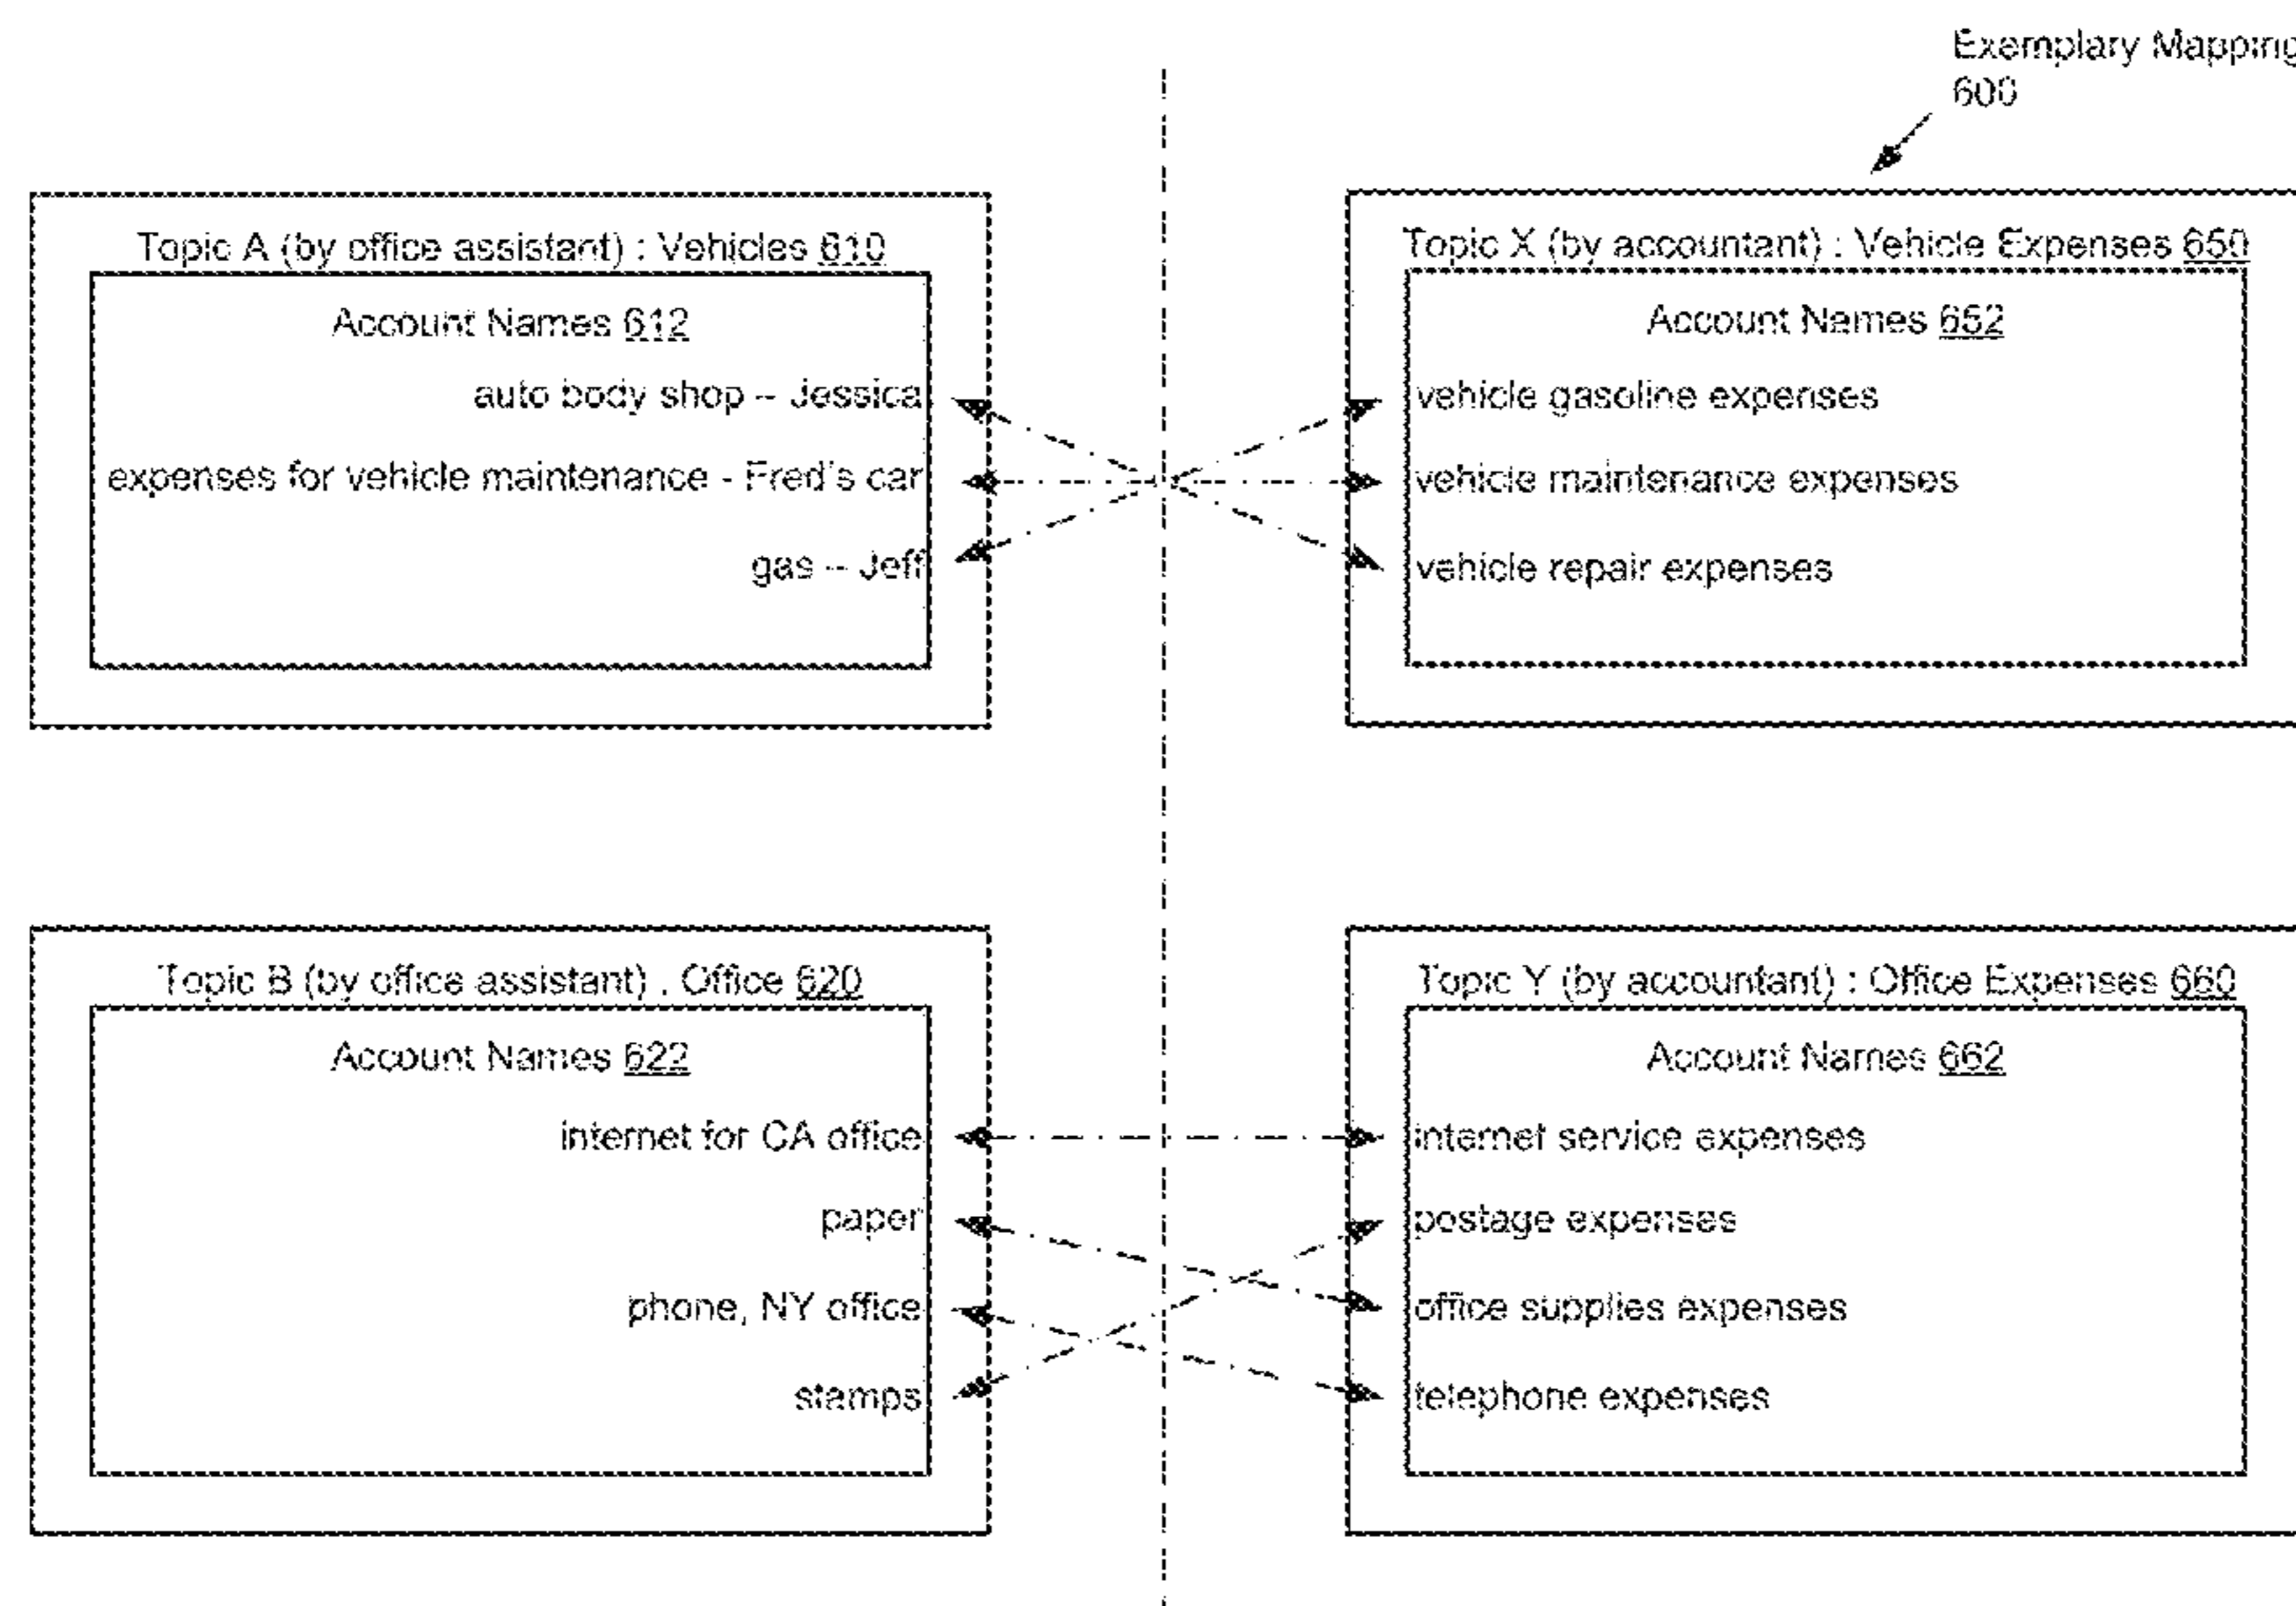 Exemplary Mapping
600
Topic A (by office assistant) : Vehicles 610
Account Names 612
auto body shop -- Jessica
expenses for vehicle maintenance - Fred's car
gas -- Jeff
Topic X (by accountant) : Vehicle Expenses 650
Account Names 652
vehicle gasoline expenses
vehicle maintenance expenses
vehicle repair expenses
Topic B (by office assistant) . Office 620
Account Names 622
internet for CA office
paper
phone, NY office
stamps
Topic Y (by accountant) : Office Expenses 660
Account Names 662
internet service expenses
postage expenses
office supplies expenses
telephone expenses